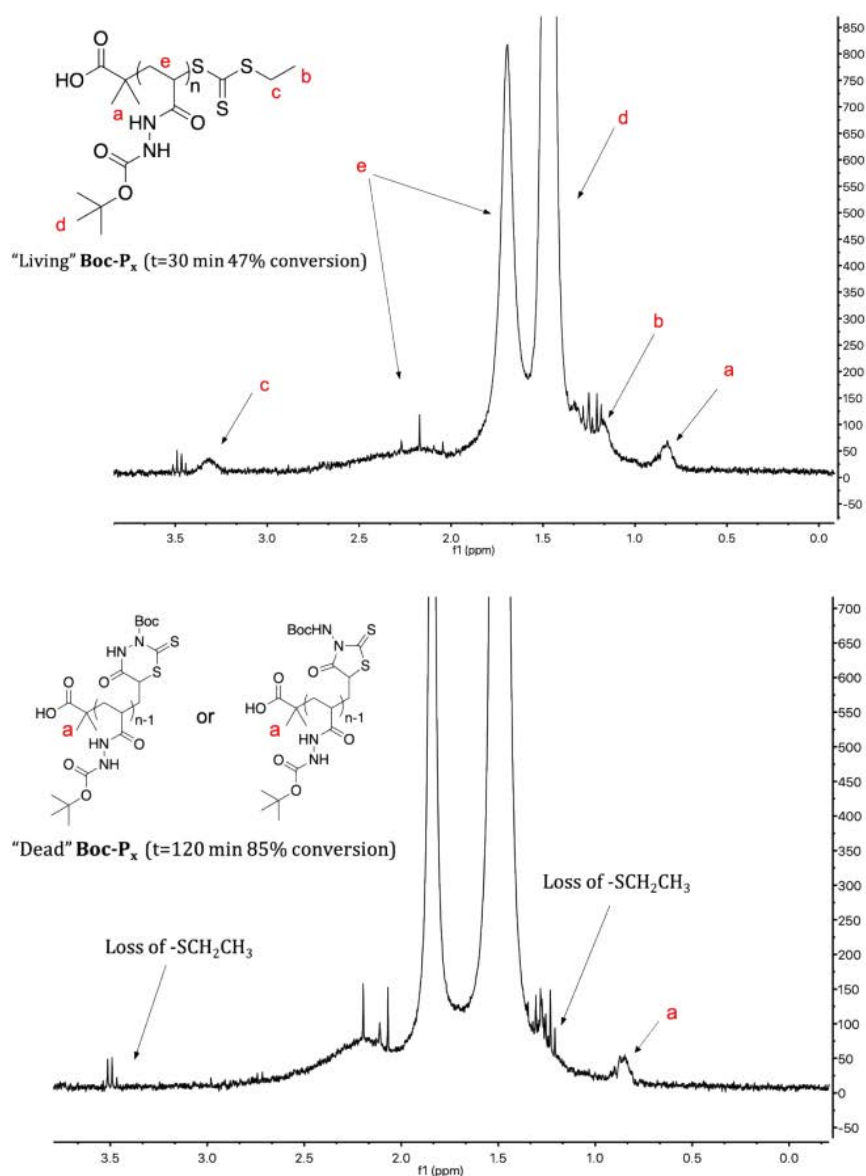 O
HO
a
e
n
S
S
S
b
c
HN
O
NH
O
O
d
"Living" Boc-Px (t=30 min 47% conversion)
c
e
d
b
a
850
800
750
700
650
600
550
500
450
400
350
300
250
200
150
100
50
0
-50
3.5 3.0 2.5 2.0 1.5 1.0 0.5 0.0
f1 (ppm)
Boc
N
HN
S
O
S
O
HO
a
n-1
HN
O
NH
O
O
or
BocHN
N
S
O
S
O
HO
a
n-1
HN
O
NH
O
O
"Dead" Boc-Px (t=120 min 85% conversion)
Loss of -SCH2CH3
Loss of -SCH2CH3
a
700
650
600
550
500
450
400
350
300
250
200
150
100
50
0
-50
3.5 3.0 2.5 2.0 1.5 1.0 0.5 0.0
f1 (ppm)